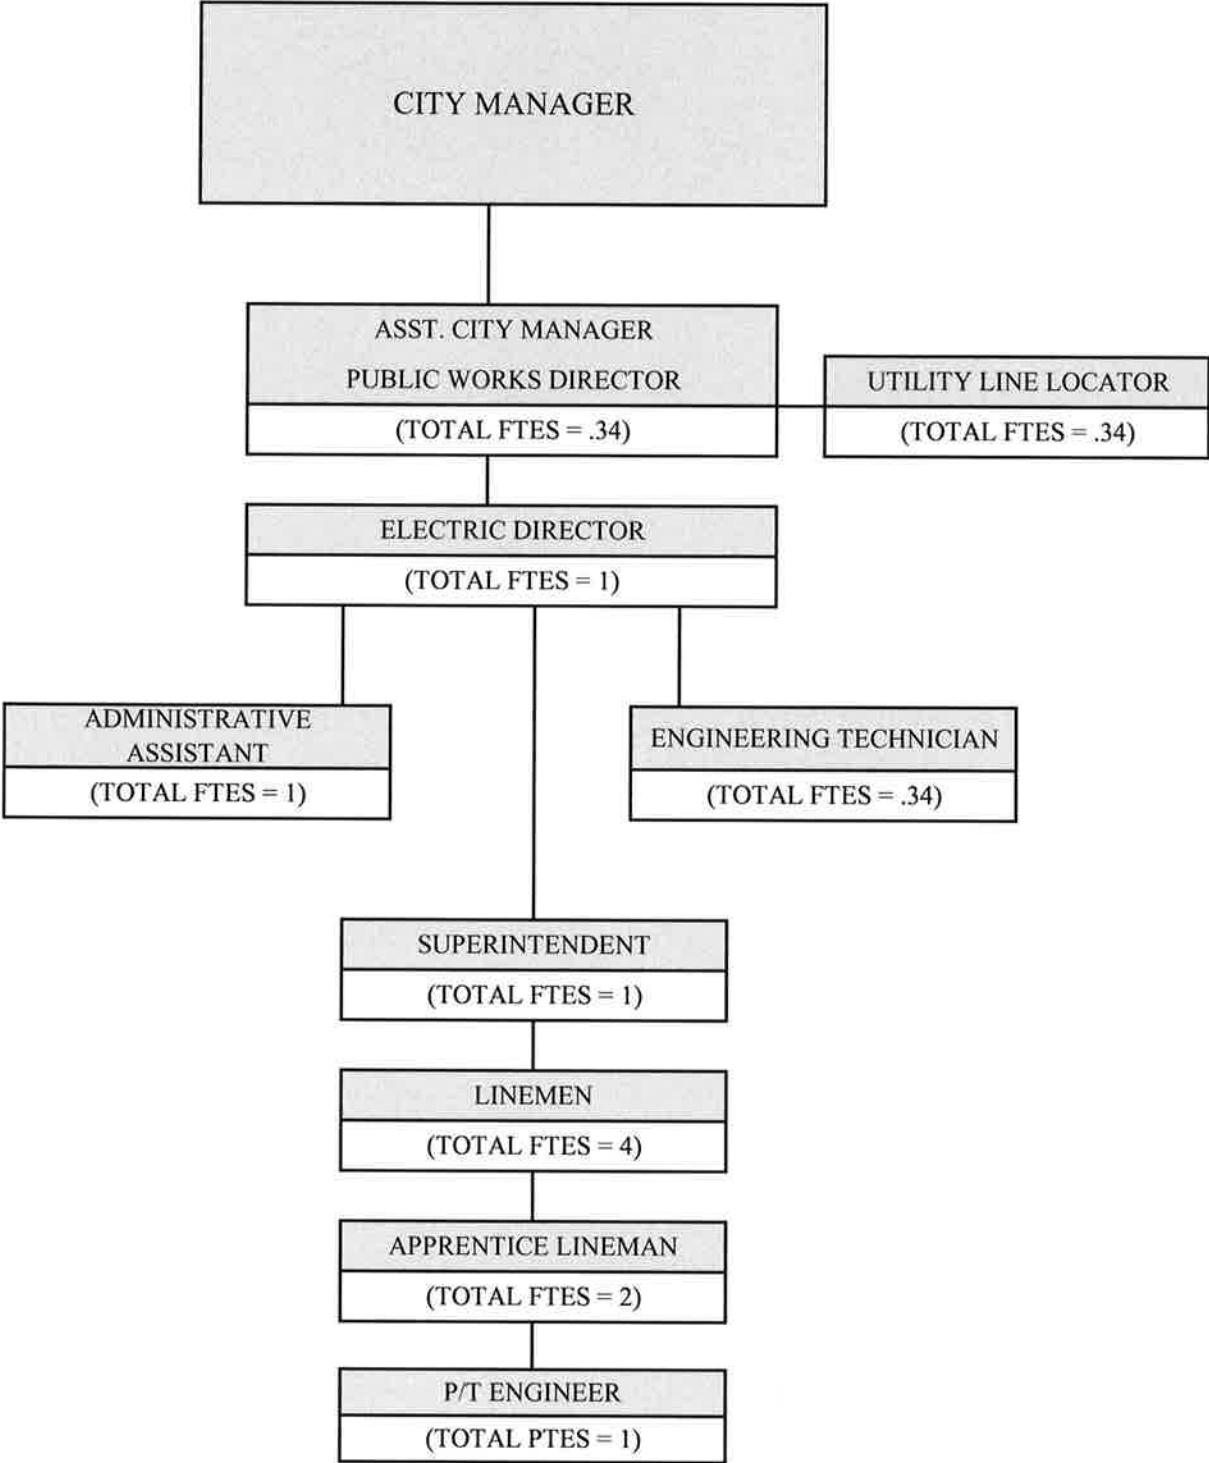 CITY MANAGER
ASST. CITY MANAGER
PUBLIC WORKS DIRECTOR
(TOTAL FTES = .34)
UTILITY LINE LOCATOR
(TOTAL FTES = .34)
ELECTRIC DIRECTOR
(TOTAL FTES = 1)
ADMINISTRATIVE
ASSISTANT
(TOTAL FTES = 1)
ENGINEERING TECHNICIAN
(TOTAL FTES = .34)
SUPERINTENDENT
(TOTAL FTES = 1)
LINEMEN
(TOTAL FTES = 4)
APPRENTICE LINEMAN
(TOTAL FTES = 2)
P/T ENGINEER
(TOTAL PTES = 1)